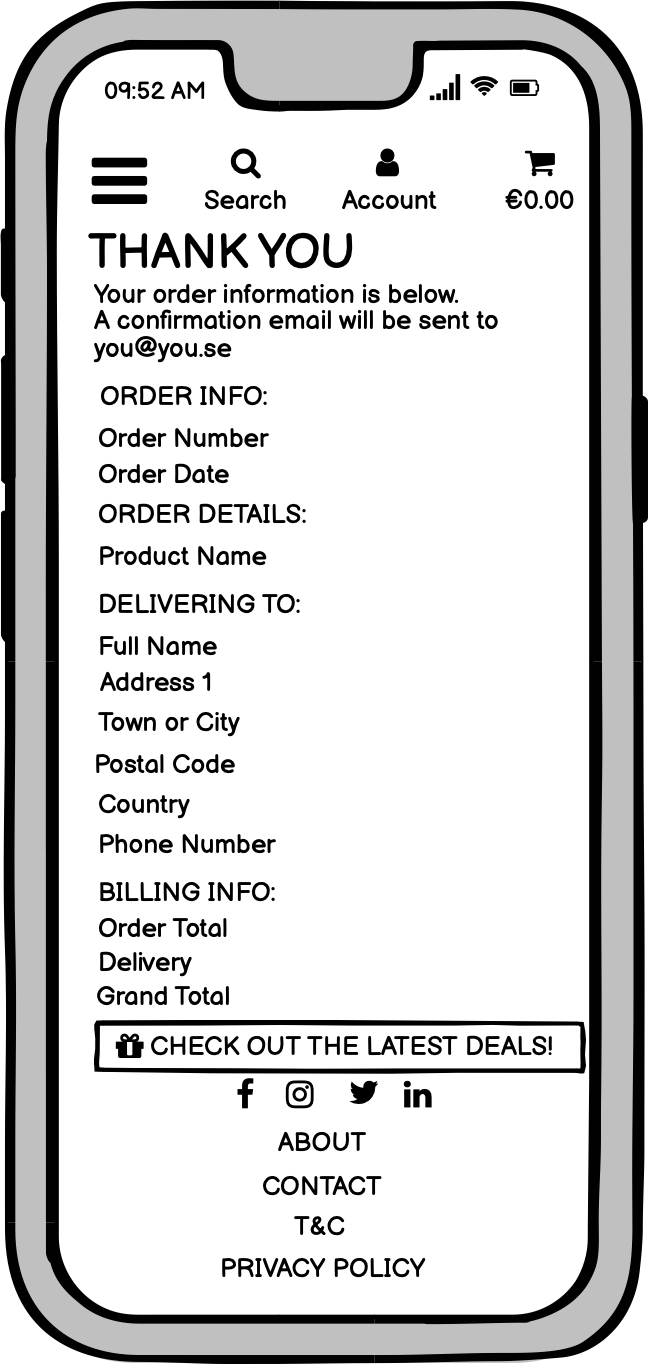 09:52 AM
Search
Account
€0.00
THANK YOU
Your order information is below.
A confirmation email will be sent to
you@you.se
ORDER INFO:
Order Number
Order Date
ORDER DETAILS:
Product Name
DELIVERING TO:
Full Name
Address 1
Town or City
Postal Code
Country
Phone Number
BILLING INFO:
Order Total
Delivery
Grand Total
CHECK OUT THE LATEST DEALS!
ABOUT
CONTACT
T&C
PRIVACY POLICY